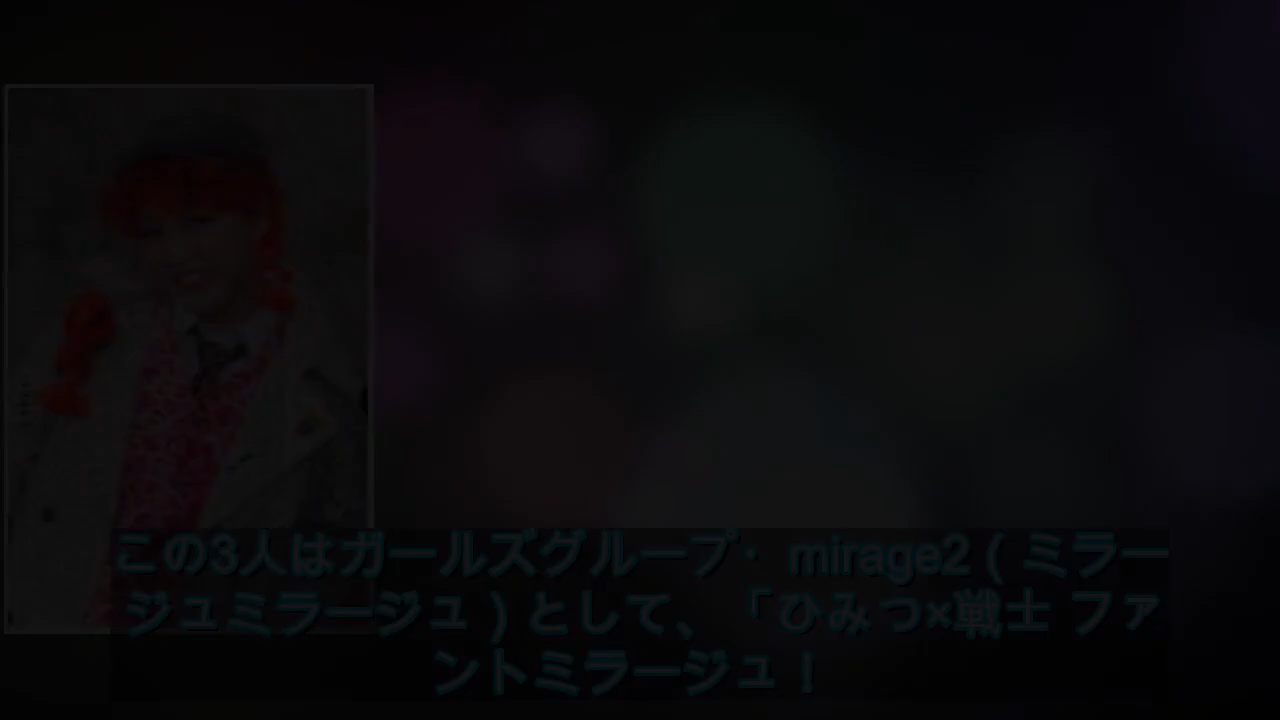 この3人はガールズグループ・ mirage2（ミラー
ジュミラージュ）として、「ひみつ×戦士 ファ
ントミラージュ！